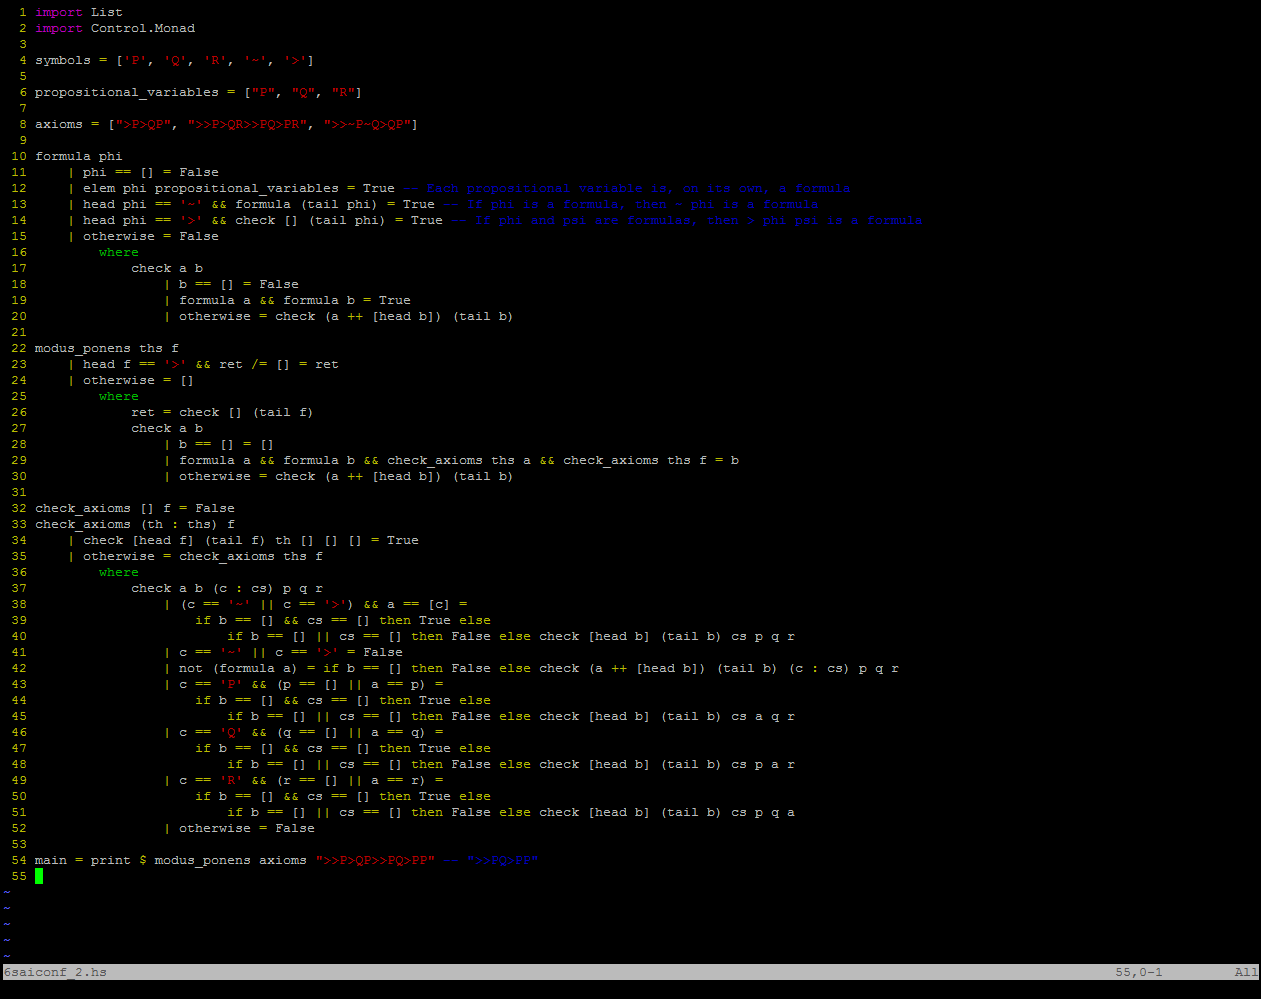 1 import List
2 import Control.Monad
3
4 symbols = ['P', 'Q', 'R', '~', '>']
5
6 propositional_variables = ["P", "Q", "R"]
7
8 axioms = [">P>QP", ">>P>QR>>PQ>PR", ">>~P~Q>QP"]
9
10 formula phi
11     | phi == [] = False
12     | elem phi propositional_variables = True -- Each propositional variable is, on its own, a formula
13     | head phi == '~' && formula (tail phi) = True -- If phi is a formula, then ~ phi is a formula
14     | head phi == '>' && check [] (tail phi) = True -- If phi and psi are formulas, then > phi psi is a formula
15     | otherwise = False
16         where
17             check a b
18                 | b == [] = False
19                 | formula a && formula b = True
20                 | otherwise = check (a ++ [head b]) (tail b)
21
22 modus_ponens ths f
23     | head f == '>' && ret /= [] = ret
24     | otherwise = []
25         where
26             ret = check [] (tail f)
27             check a b
28                 | b == [] = []
29                 | formula a && formula b && check_axioms ths a && check_axioms ths f = b
30                 | otherwise = check (a ++ [head b]) (tail b)
31
32 check_axioms [] f = False
33 check_axioms (th : ths) f
34     | check [head f] (tail f) th [] [] [] = True
35     | otherwise = check_axioms ths f
36         where
37             check a b (c : cs) p q r
38                 | (c == '~' || c == '>') && a == [c] =
39                     if b == [] && cs == [] then True else
40                         if b == [] || cs == [] then False else check [head b] (tail b) cs p q r
41                 | c == '~' || c == '>' = False
42                 | not (formula a) = if b == [] then False else check (a ++ [head b]) (tail b) (c : cs) p q r
43                 | c == 'P' && (p == [] || a == p) =
44                     if b == [] && cs == [] then True else
45                         if b == [] || cs == [] then False else check [head b] (tail b) cs a q r
46                 | c == 'Q' && (q == [] || a == q) =
47                     if b == [] && cs == [] then True else
48                         if b == [] || cs == [] then False else check [head b] (tail b) cs p a r
49                 | c == 'R' && (r == [] || a == r) =
50                     if b == [] && cs == [] then True else
51                         if b == [] || cs == [] then False else check [head b] (tail b) cs p q a
52                 | otherwise = False
53
54 main = print $ modus_ponens axioms ">>P>QP>>PQ>PP" -- ">>PQ>PP"
55
~
~
~
~
~
6saiconf_2.hs 55,0-1 All